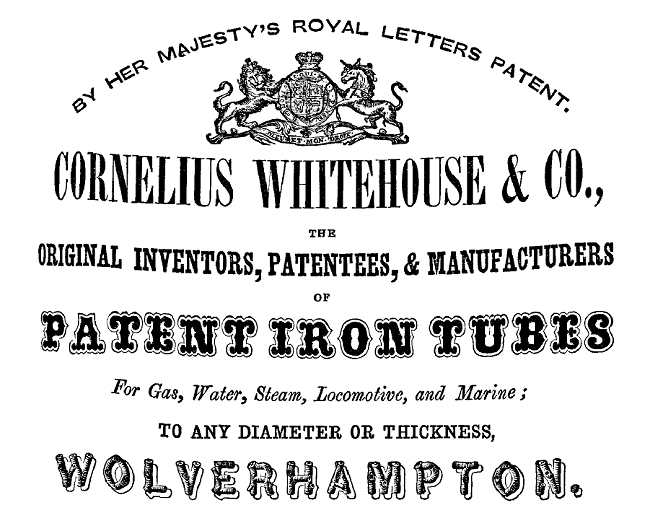 BY HER MAJESTY'S ROYAL LETTERS PATENT.
CORNELIUS WHITEHOUSE & CO.,
THE
ORIGINAL INVENTORS, PATENTEES, & MANUFACTURERS
OF
PATENT IRON TUBES
For Gas, Water, Steam, Locomotive, and Marine;
TO ANY DIAMETER OR THICKNESS,
WOLVERHAMPTON.